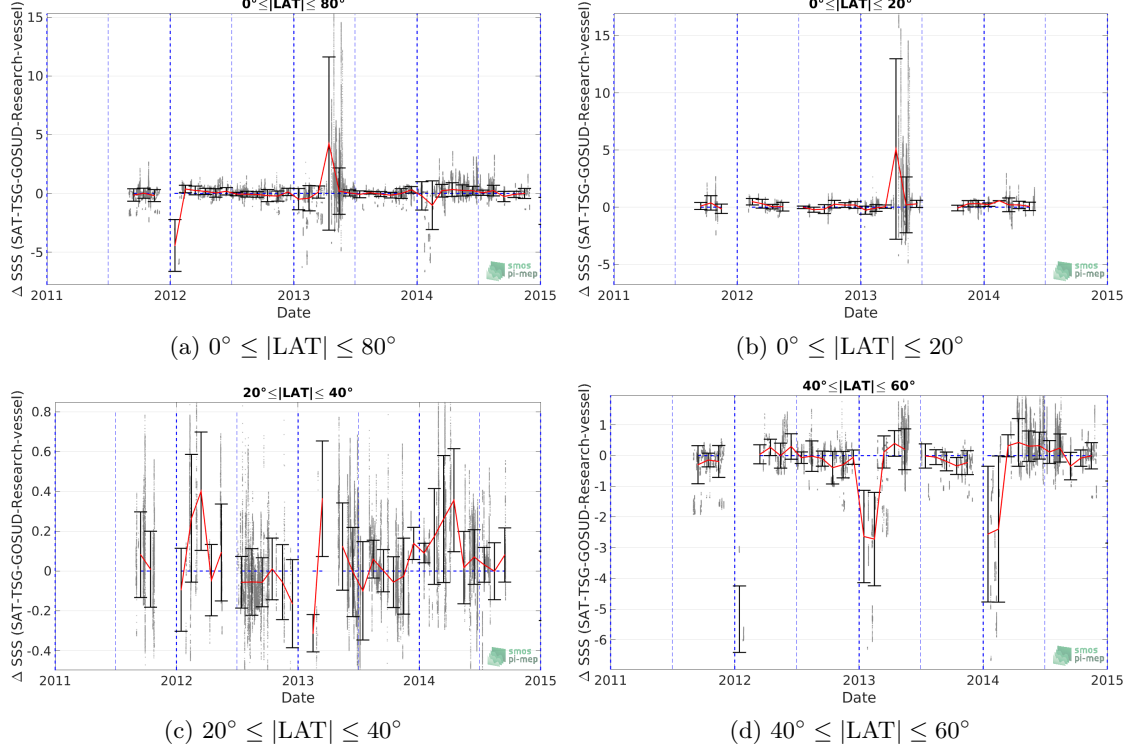 0°≤|LAT|≤ 80°
Δ SSS (SAT-TSG-GOSUD-Research-vessel)
15
10
5
0
-5
2011
2012
2013
2014
2015
Date
smos
pi-mep
(a) 0° ≤ |LAT| ≤ 80°
0°≤|LAT|≤ 20°
Δ SSS (SAT-TSG-GOSUD-Research-vessel)
15
10
5
0
-5
2011
2012
2013
2014
2015
Date
smos
pi-mep
(b) 0° ≤ |LAT| ≤ 20°
20°≤|LAT|≤ 40°
Δ SSS (SAT-TSG-GOSUD-Research-vessel)
0.8
0.6
0.4
0.2
0
-0.2
-0.4
2011
2012
2013
2014
2015
Date
smos
pi-mep
(c) 20° ≤ |LAT| ≤ 40°
40°≤|LAT|≤ 60°
Δ SSS (SAT-TSG-GOSUD-Research-vessel)
1
0
-1
-2
-3
-4
-5
-6
2011
2012
2013
2014
2015
Date
smos
pi-mep
(d) 40° ≤ |LAT| ≤ 60°